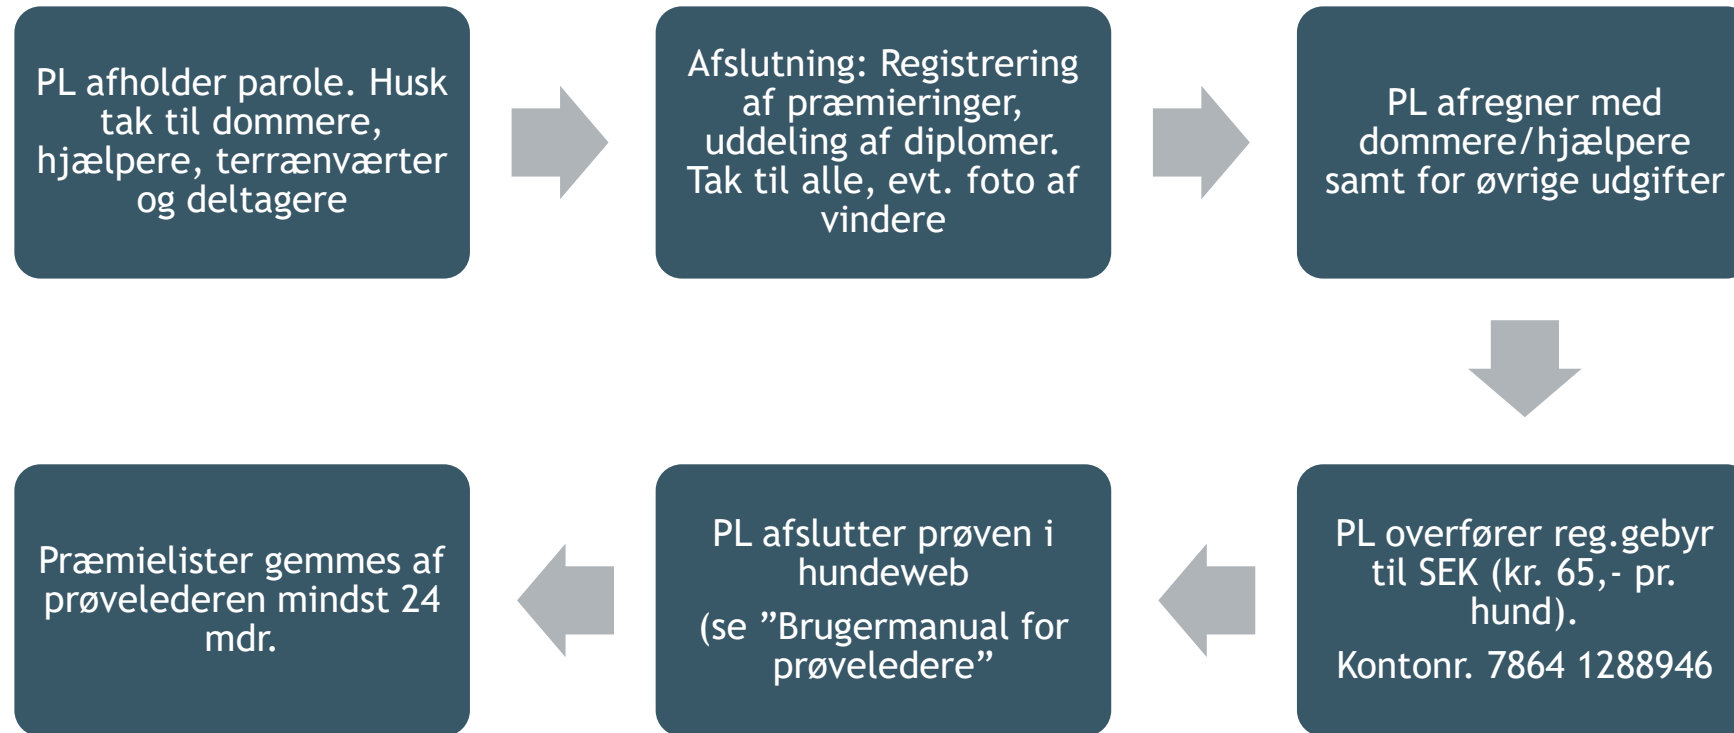 PL afholder parole. Husk
tak til dommere,
hjælpere, terrænværter
og deltagere
Afslutning: Registrering
af præmieringer,
uddeling af diplomer.
Tak til alle, evt. foto af
vindere
PL afregner med
dommere/hjælpere
samt for øvrige udgifter
PL overfører reg.gebyr
til SEK (kr. 65,- pr.
hund).
Kontonr. 7864 1288946
PL afslutter prøven i
hundeweb
(se ”Brugermanual for
prøveledere”
Præmielister gemmes af
prøvelederen mindst 24
mdr.